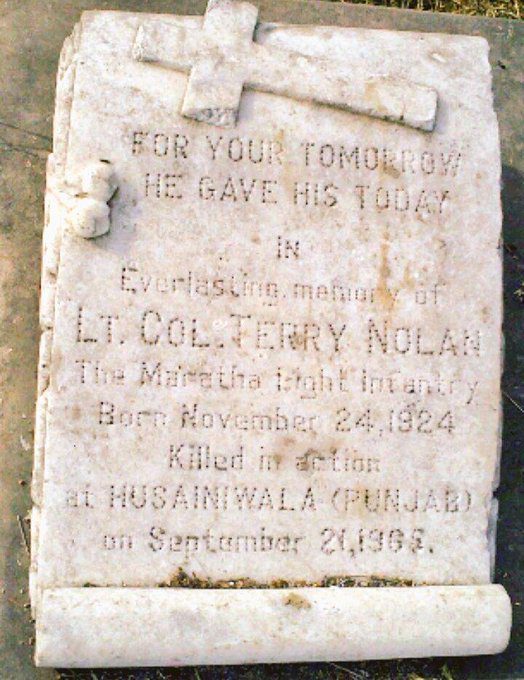 FOR YOUR TOMORROW
HE GAVE HIS TODAY
IN
Everlasting memory of
LT. COL. TERRY NOLAN
The Maratha Light Infantry
Born November 24,1924
Killed in action
at HUSAINIWALA (PUNJAB)
on September 21,1965.